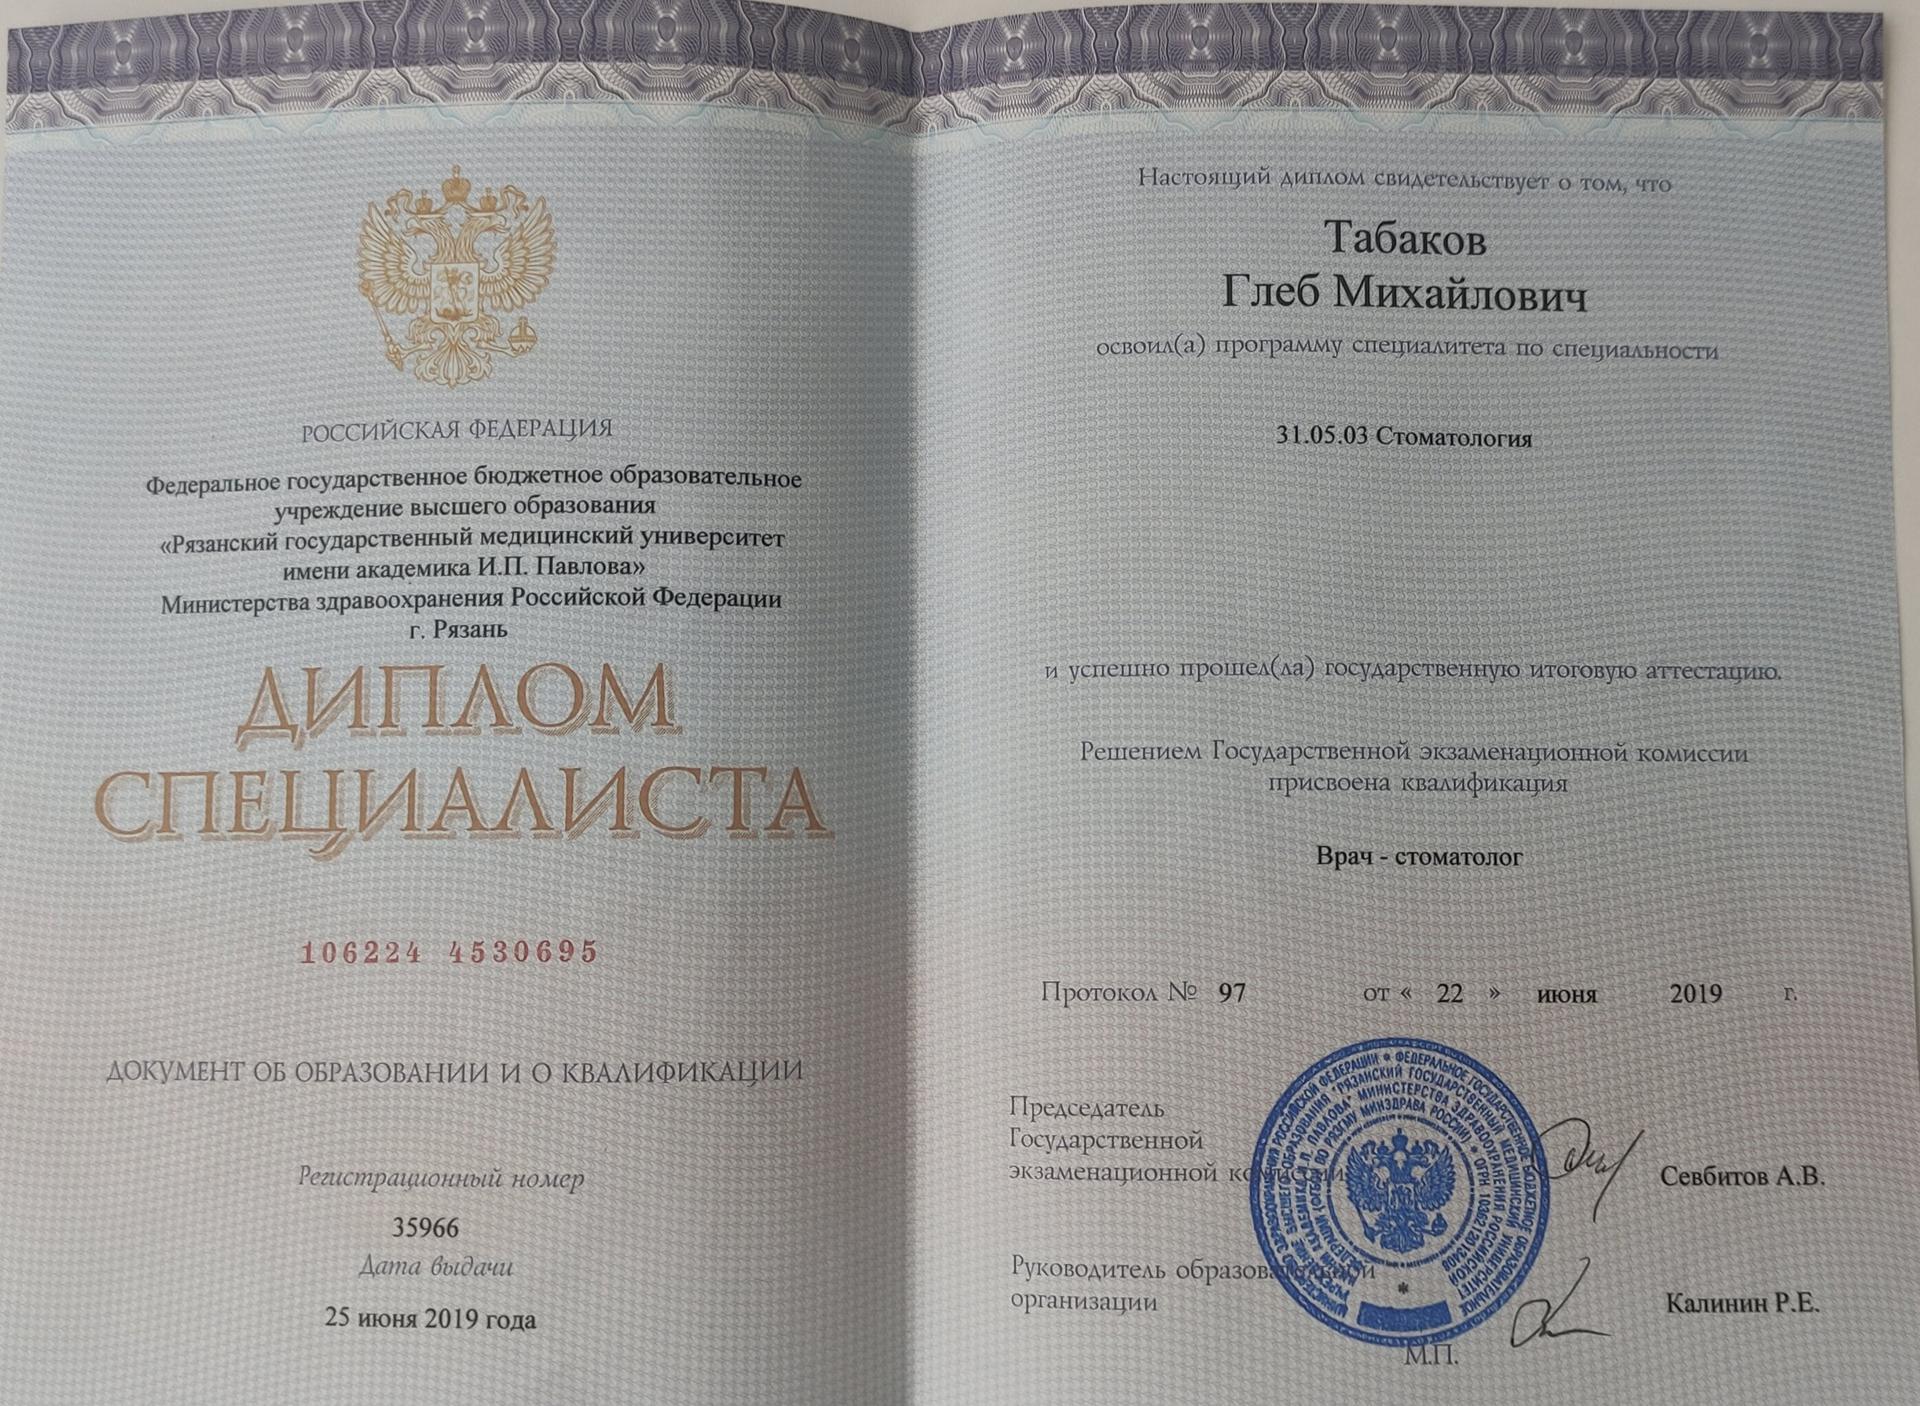 РОССИЙСКАЯ ФЕДЕРАЦИЯ
Федеральное государственное бюджетное образовательное
учреждение высшего образования
«Рязанский государственный медицинский университет
имени академика И.П. Павлова»
Министерства здравоохранения Российской Федерации
г. Рязань
ДИПЛОМ
СПЕЦИАЛИСТА
106224 4530695
ДОКУМЕНТ ОБ ОБРАЗОВАНИИ И О КВАЛИФИКАЦИИ
Регистрационный номер
35966
Дата выдачи
25 июня 2019 года
Настоящий диплом свидетельствует о том, что
Табаков
Глеб Михайлович
освоил(а) программу специалитета по специальности
31.05.03 Стоматология
и успешно прошел(ла) государственную итоговую аттестацию.
Решением Государственной экзаменационной комиссии
присвоена квалификация
Врач - стоматолог
Протокол № 97 от « 22 » июня 2019 г.
Председатель
Государственной
экзаменационной комиссии
Севбитов А.В.
Руководитель образовательной
организации
Калинин Р.Е.
М.П.